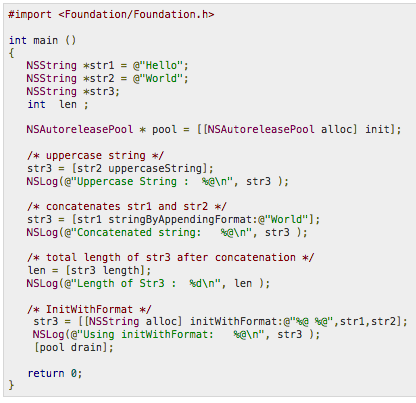 #import <Foundation/Foundation.h>

int main ()
{
   NSString *str1 = @"Hello";
   NSString *str2 = @"World";
   NSString *str3;
   int  len ;

   NSAutoreleasePool * pool = [[NSAutoreleasePool alloc] init];

   /* uppercase string */
   str3 = [str2 uppercaseString];
   NSLog(@"Uppercase String :  %@\n", str3 );

   /* concatenates str1 and str2 */
   str3 = [str1 stringByAppendingFormat:@"World"];
   NSLog(@"Concatenated string:   %@\n", str3 );

   /* total length of str3 after concatenation */
   len = [str3 length];
   NSLog(@"Length of Str3 :  %d\n", len );

   /* InitWithFormat */
    str3 = [[NSString alloc] initWithFormat:@"%@ %@",str1,str2];
    NSLog(@"Using initWithFormat:   %@\n", str3 );
    [pool drain];

   return 0;
}